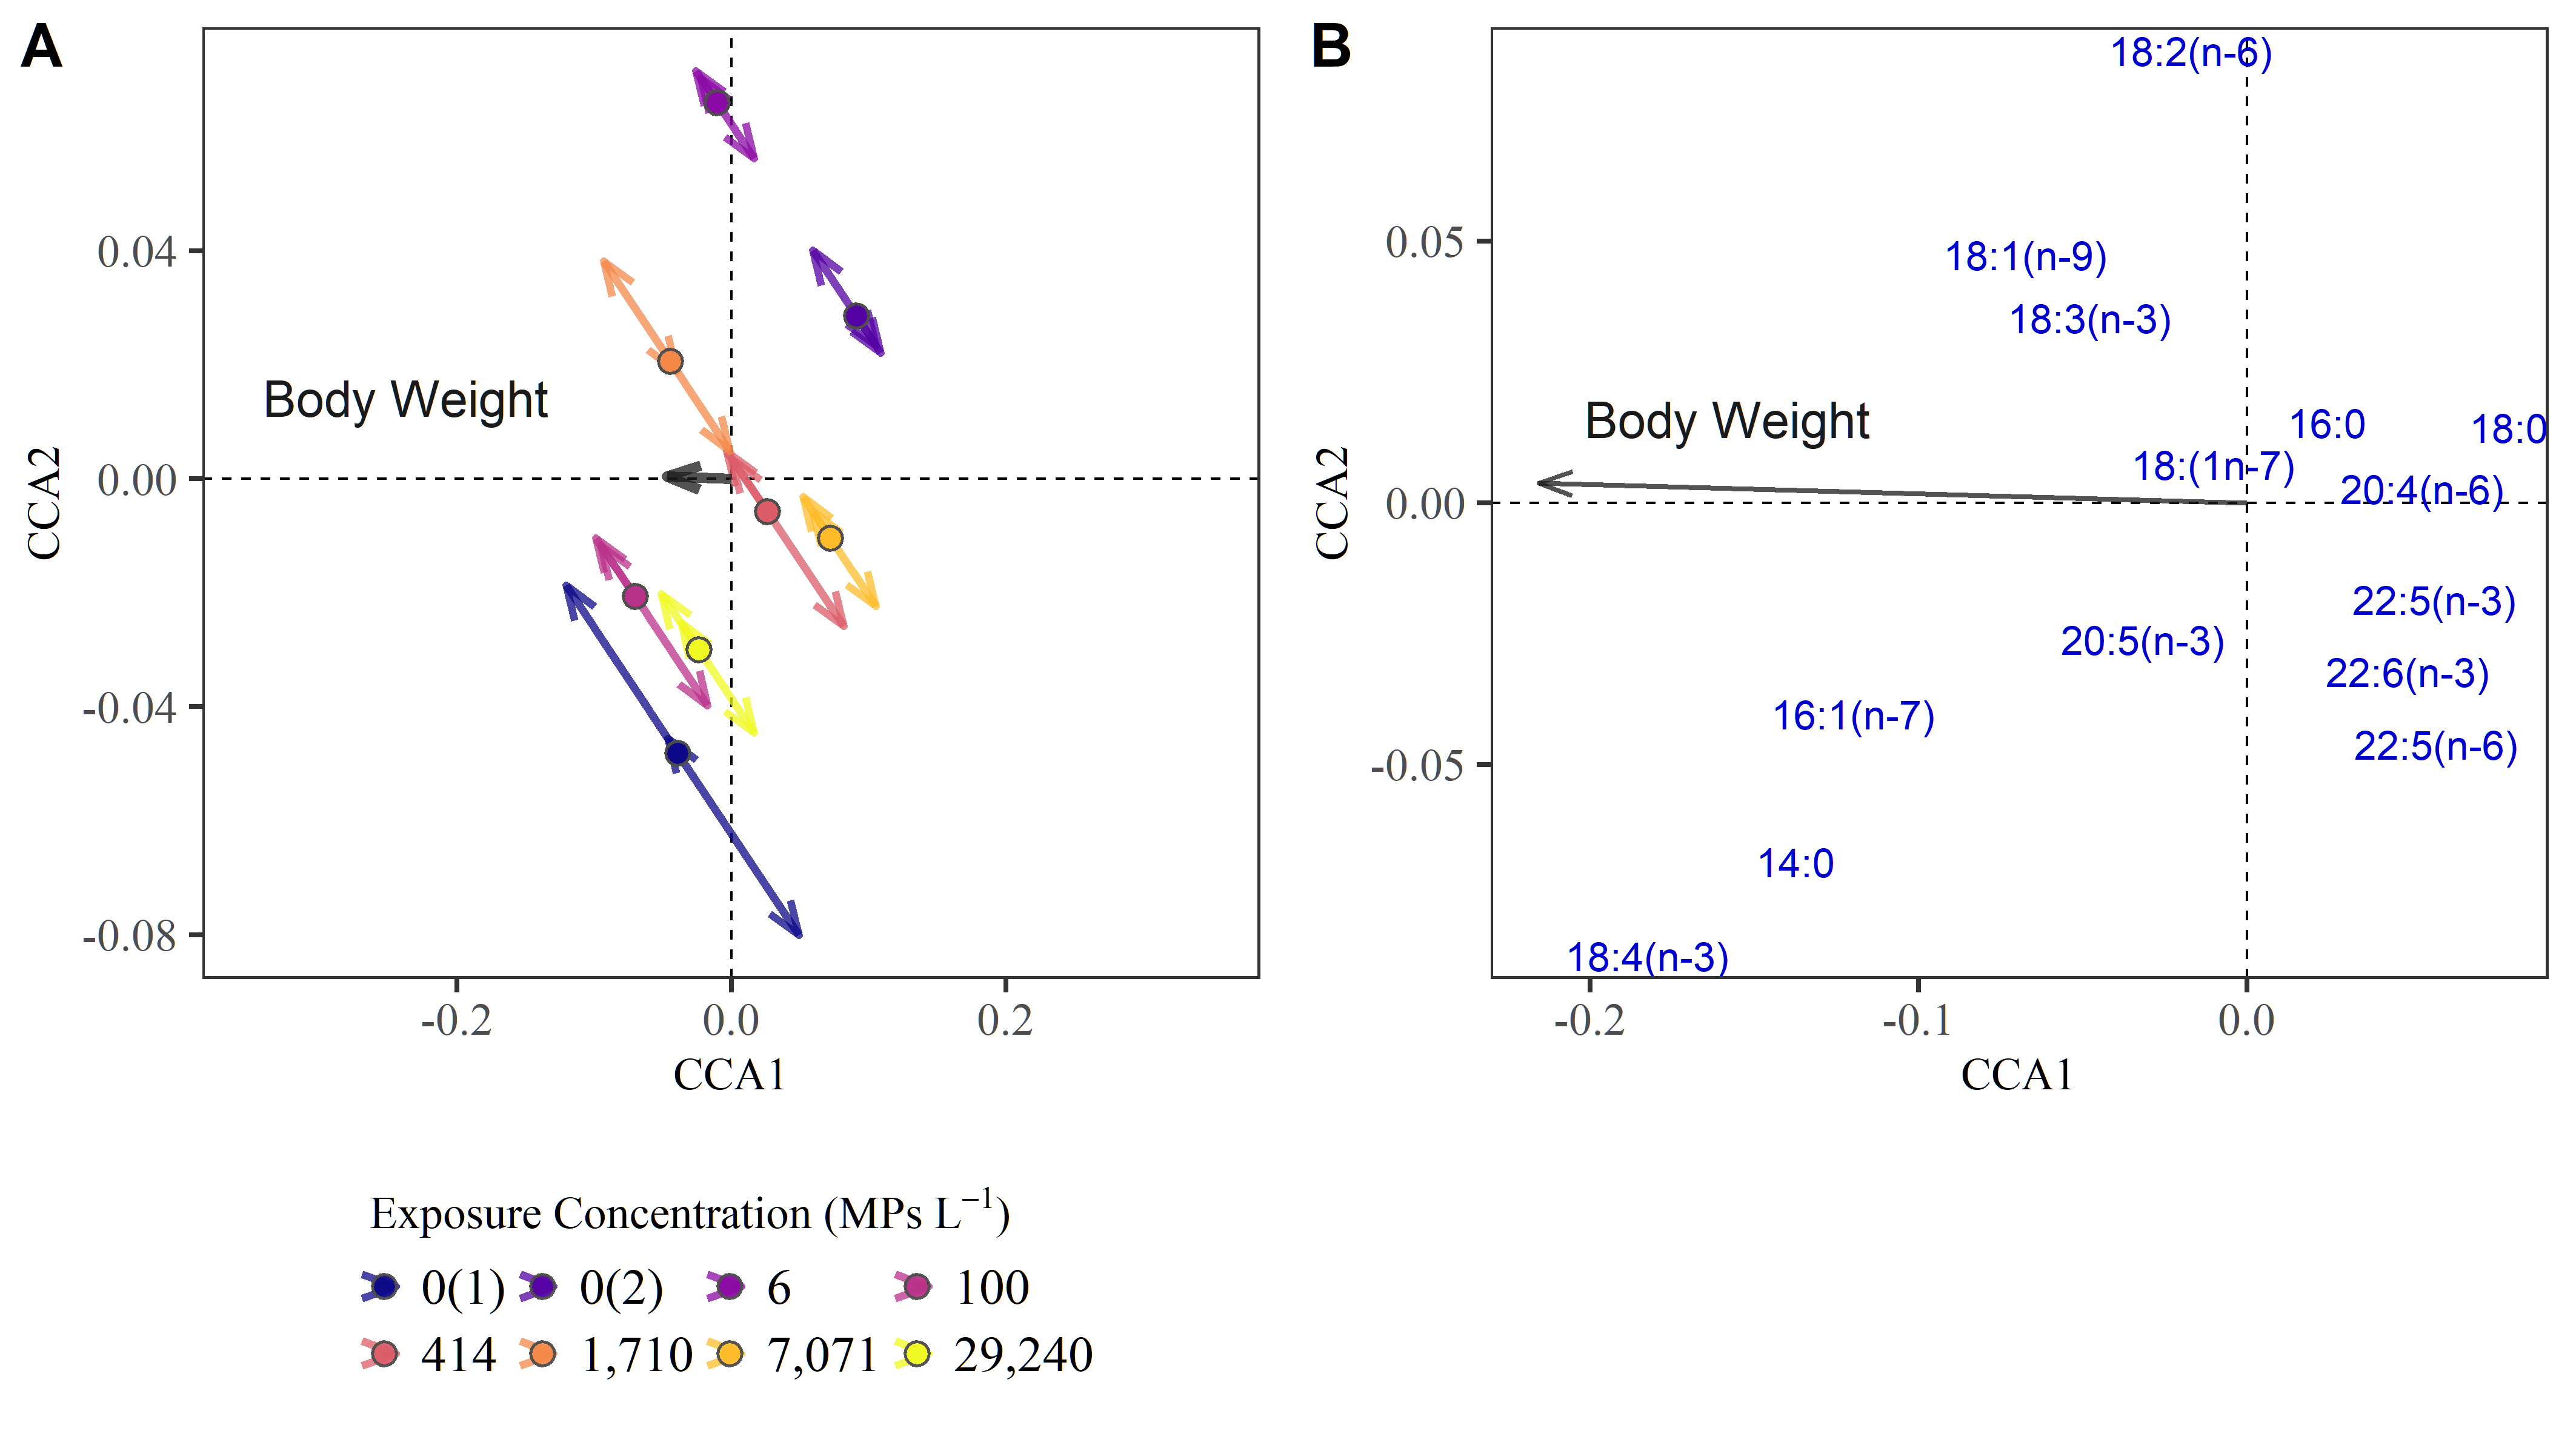 A
0.04
0.00
-0.04
-0.08
CCA2
Body Weight
-0.2 0.0 0.2
CCA1
B
0.05
0.00
-0.05
CCA2
18:2(n-6)
18:1(n-9)
18:3(n-3)
Body Weight
16:0
18:0
18:(1n-7)
20:4(n-6)
22:5(n-3)
20:5(n-3)
22:6(n-3)
16:1(n-7)
22:5(n-6)
14:0
18:4(n-3)
-0.2 -0.1 0.0
CCA1
Exposure Concentration (MPs L⁻¹)
0(1) 0(2) 6 100
414 1,710 7,071 29,240